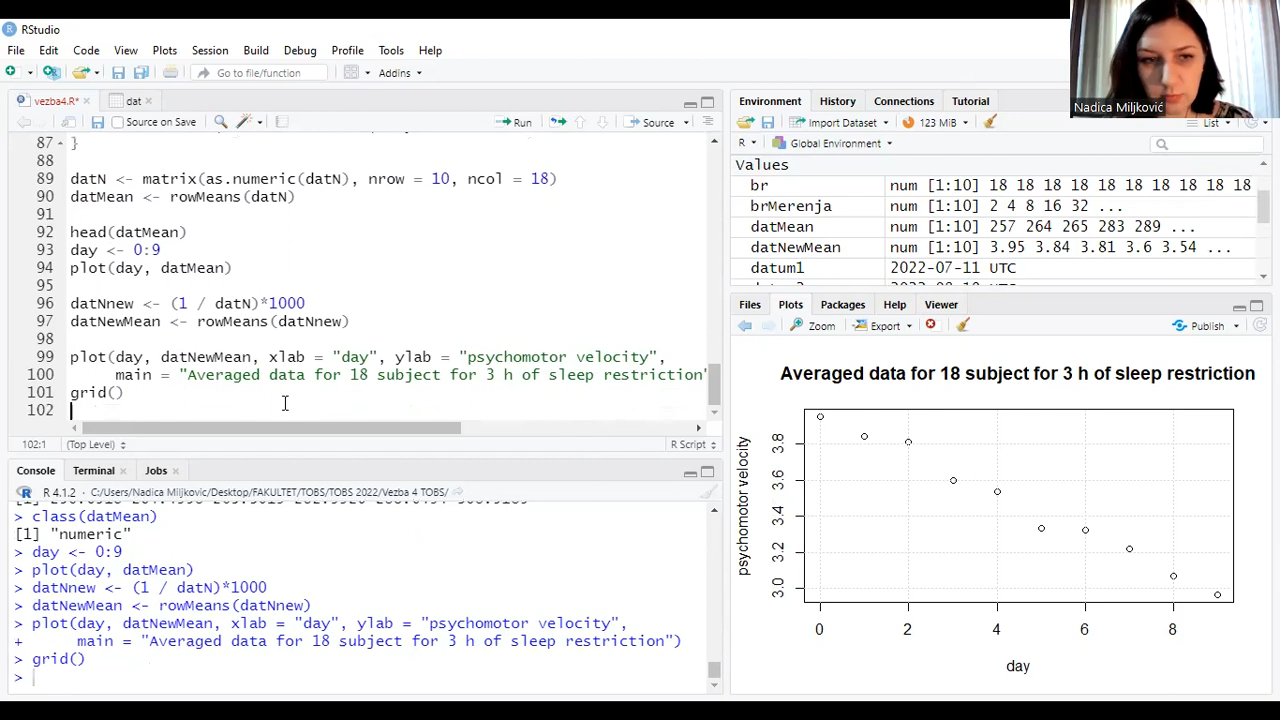 RStudio
File Edit Code View Plots Session Build Debug Profile Tools Help
Go to file/function Addins
Nadica Miljković
vezba4.R* dat
Source on Save Run Source
87 }
88
89 datN <- matrix(as.numeric(datN), nrow = 10, ncol = 18)
90 datMean <- rowMeans(datN)
91
92 head(datMean)
93 day <- 0:9
94 plot(day, datMean)
95
96 datNnew <- (1 / datN)*1000
97 datNewMean <- rowMeans(datNnew)
98
99 plot(day, datNewMean, xlab = "day", ylab = "psychomotor velocity",
100 main = "Averaged data for 18 subject for 3 h of sleep restriction"
101 grid()
102
102:1 (Top Level) R Script
Console Terminal Jobs
R 4.1.2 · C:/Users/Nadica Miljkovic/Desktop/FAKULTET/TOBS/TOBS 2022/Vezba 4 TOBS/
> class(datMean)
[1] "numeric"
> day <- 0:9
> plot(day, datMean)
> datNnew <- (1 / datN)*1000
> datNewMean <- rowMeans(datNnew)
> plot(day, datNewMean, xlab = "day", ylab = "psychomotor velocity",
+ main = "Averaged data for 18 subject for 3 h of sleep restriction")
> grid()
>
Environment History Connections Tutorial
Import Dataset 123 MiB List
R Global Environment
Values
br num [1:10] 18 18 18 18 18 18 18 18 18 18
brMerenja num [1:10] 2 4 8 16 32 ...
datMean num [1:10] 257 264 265 283 289 ...
datNewMean num [1:10] 3.95 3.84 3.81 3.6 3.54 ...
datum1 2022-07-11 UTC
Files Plots Packages Help Viewer
Zoom Export Publish
Averaged data for 18 subject for 3 h of sleep restriction
psychomotor velocity
3.8
3.6
3.4
3.2
3.0
0 2 4 6 8
day